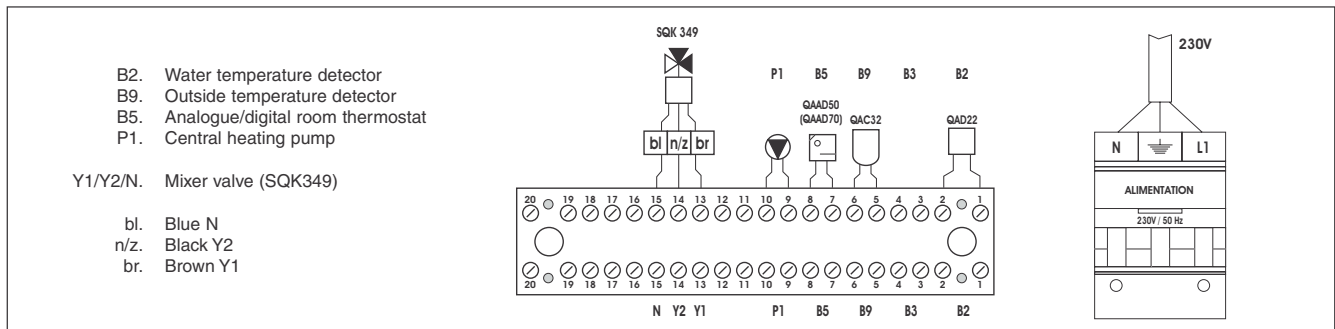 B2. Water temperature detector
B9. Outside temperature detector
B5. Analogue/digital room thermostat
P1. Central heating pump
Y1/Y2/N. Mixer valve (SQK349)
bl. Blue N
n/z. Black Y2
br. Brown Y1
SQK 349
P1 B5 B9 B3 B2
QAAD50
(QAAD70)
QAC32
QAD22
bl n/z br
20 19 18 17 16 15 14 13 12 11 10 9 8 7 6 5 4 3 2 1
20 19 18 17 16 15 14 13 12 11 10 9 8 7 6 5 4 3 2 1
N Y2 Y1 P1 B5 B9 B3 B2
230V
N L1
ALIMENTATION
230V / 50 Hz